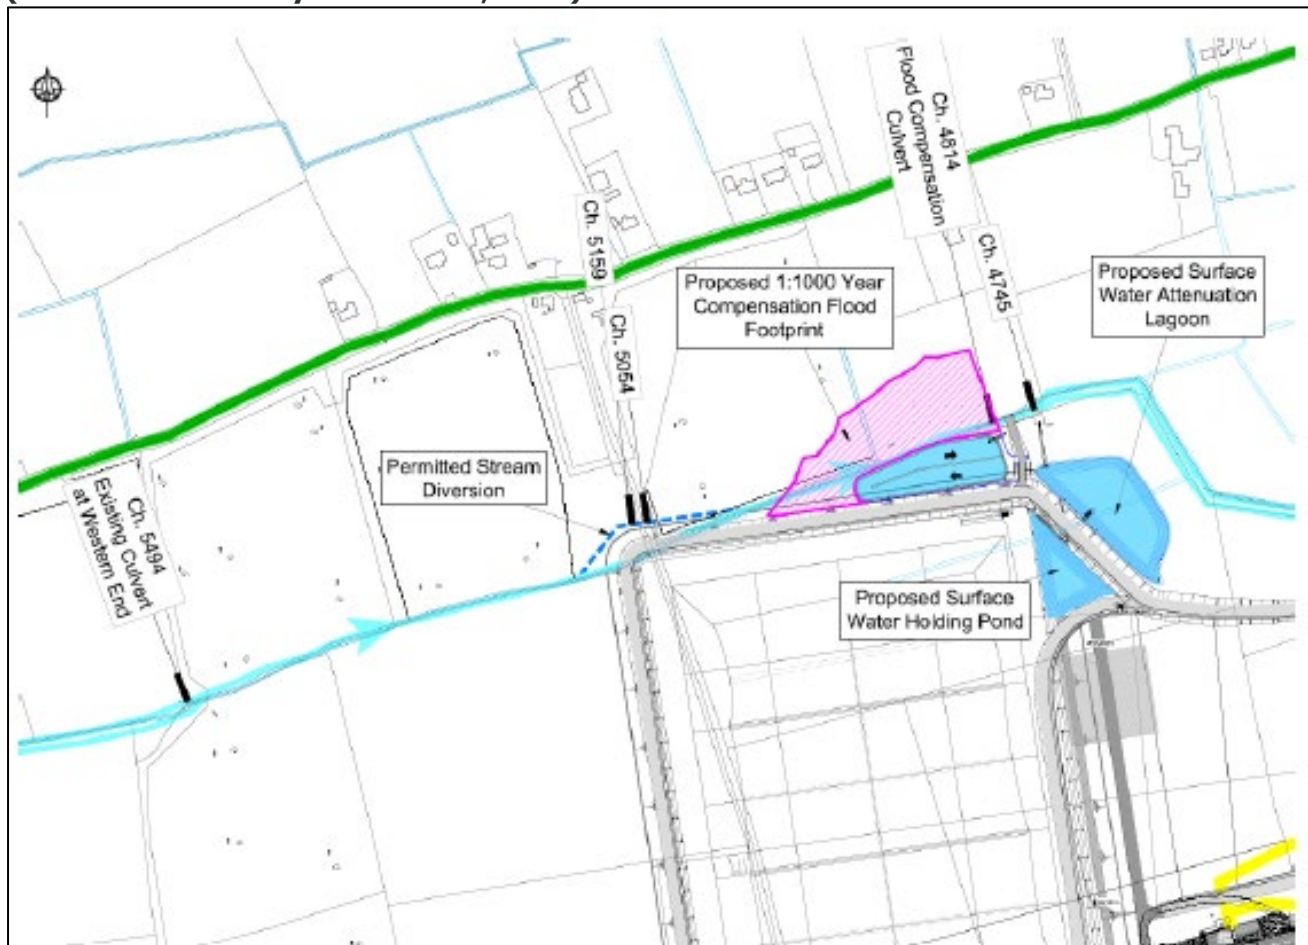 Ch. 4814
Flood Compensation
Culvert
Ch. 5159
Ch. 4745
Proposed Surface
Water Attenuation
Lagoon
Proposed 1:1000 Year
Compensation Flood
Footprint
Ch. 5054
Permitted Stream
Diversion
Ch. 5494
Existing Culvert
at Western End
Proposed Surface
Water Holding Pond